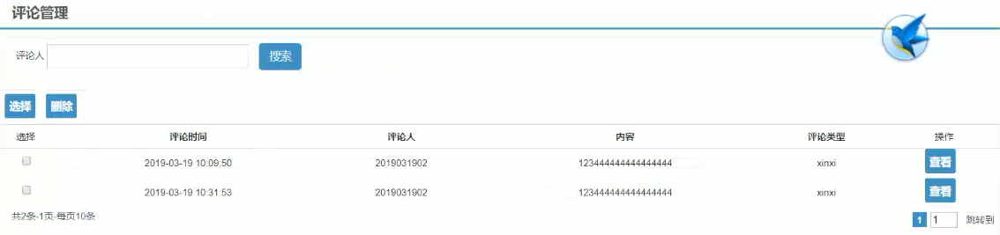 评论管理
评论人 搜索
选择 删除
选择 评论时间 评论人 内容 评论类型 操作
2019-03-19 10:09:50 2019031902 123444444444444444 xinxi 查看
2019-03-19 10:31:53 2019031902 123444444444444444 xinxi 查看
共2条-1页-每页10条 1 1 跳转到